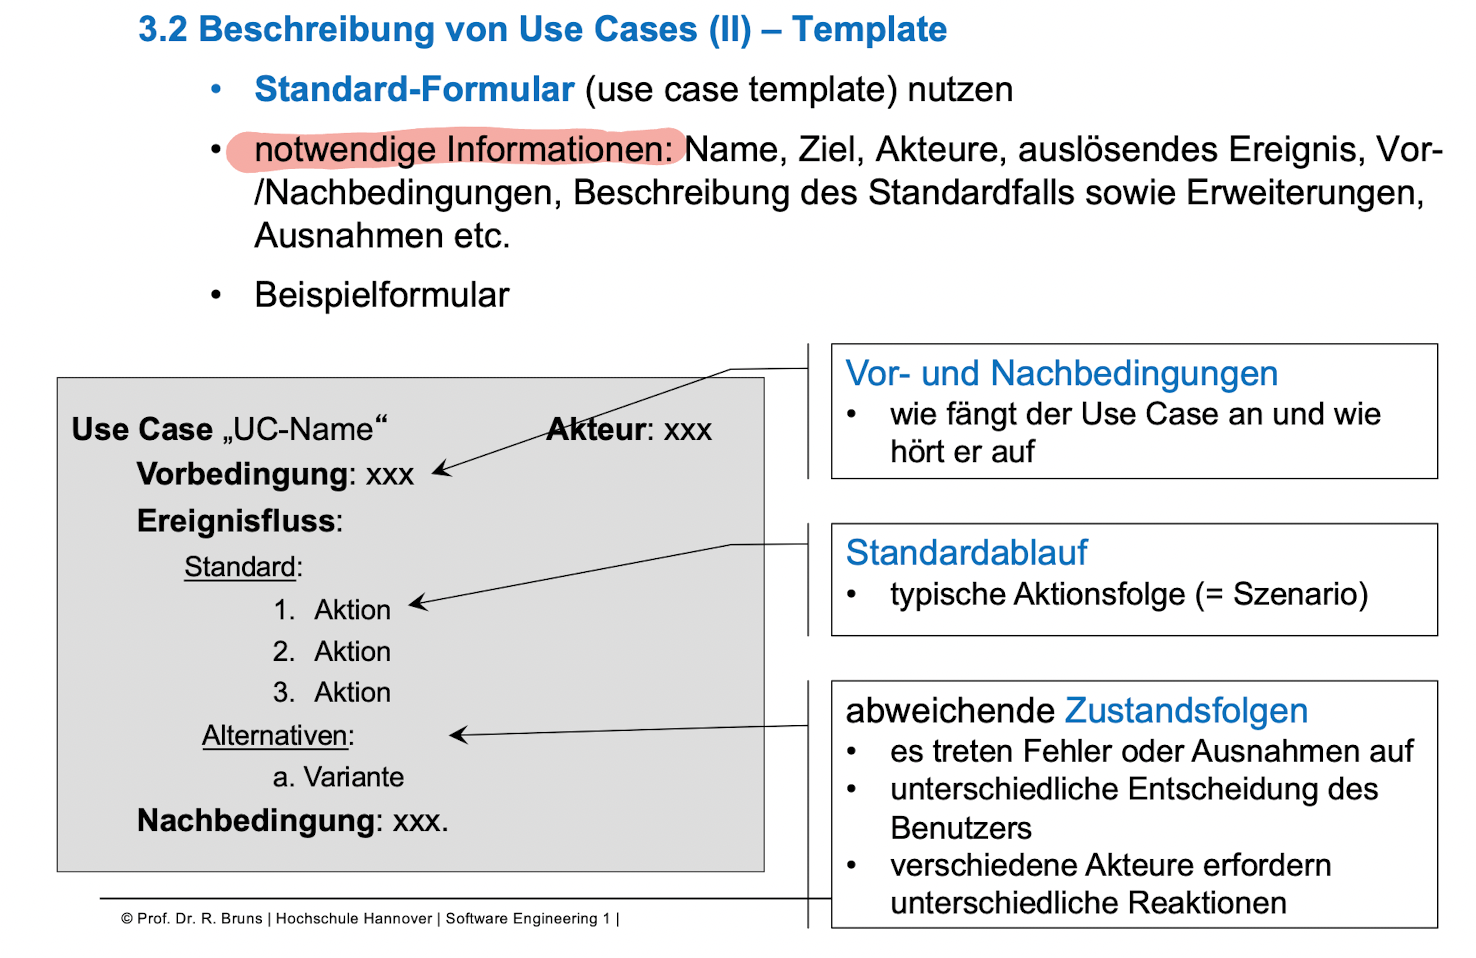 3.2 Beschreibung von Use Cases (II) – Template
• Standard-Formular (use case template) nutzen
• notwendige Informationen: Name, Ziel, Akteure, auslösendes Ereignis, Vor-
/Nachbedingungen, Beschreibung des Standardfalls sowie Erweiterungen,
Ausnahmen etc.
• Beispielformular
Use Case „UC-Name“ Akteur: xxx
Vorbedingung: xxx
Ereignisfluss:
Standard:
1. Aktion
2. Aktion
3. Aktion
Alternativen:
a. Variante
Nachbedingung: xxx.
Vor- und Nachbedingungen
• wie fängt der Use Case an und wie
hört er auf
Standardablauf
• typische Aktionsfolge (= Szenario)
abweichende Zustandsfolgen
• es treten Fehler oder Ausnahmen auf
• unterschiedliche Entscheidung des
Benutzers
• verschiedene Akteure erfordern
unterschiedliche Reaktionen
© Prof. Dr. R. Bruns | Hochschule Hannover | Software Engineering 1 |